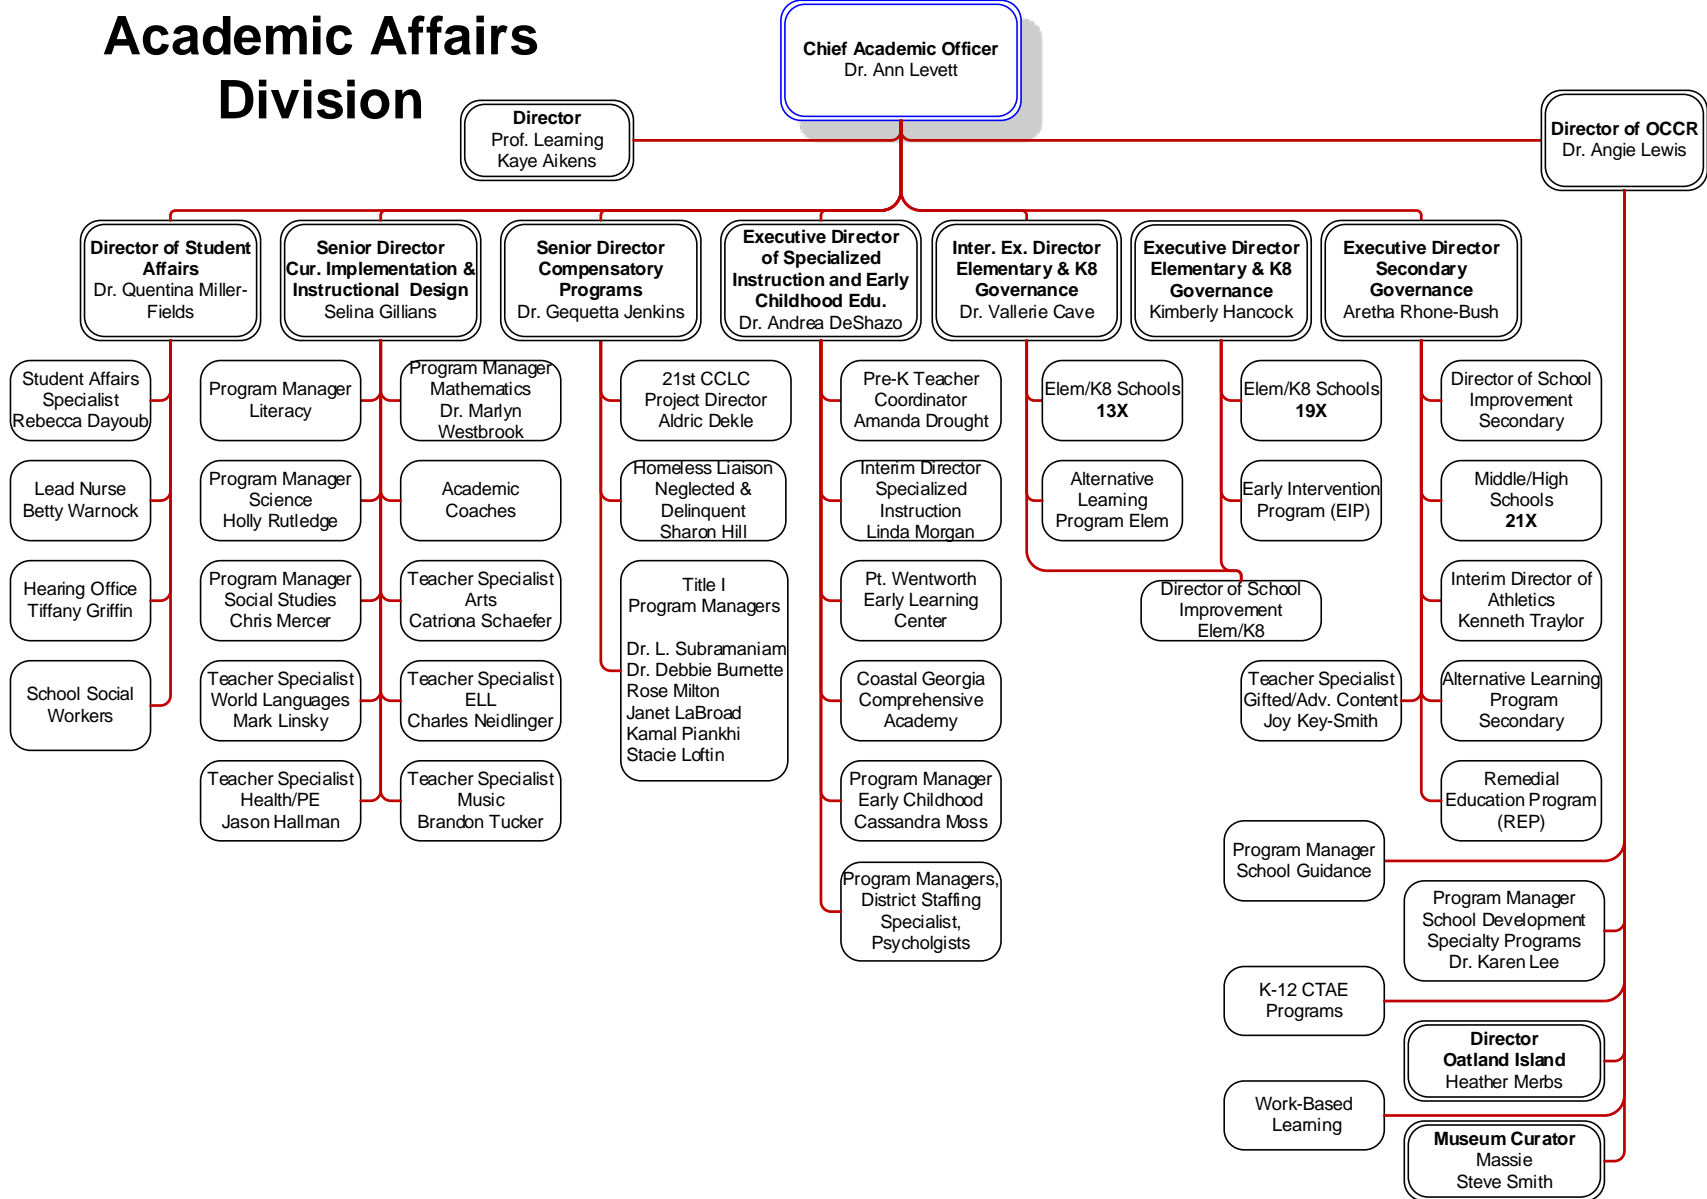 Academic Affairs
Division
Chief Academic Officer
Dr. Ann Levett
Director
Prof. Learning
Kaye Aikens
Director of OCCR
Dr. Angie Lewis
Director of Student
Affairs
Dr. Quentina Miller-
Fields
Senior Director
Cur. Implementation &
Instructional Design
Selina Gillians
Senior Director
Compensatory
Programs
Dr. Gequetta Jenkins
Executive Director
of Specialized
Instruction and Early
Childhood Edu.
Dr. Andrea DeShazo
Inter. Ex. Director
Elementary & K8
Governance
Dr. Vallerie Cave
Executive Director
Elementary & K8
Governance
Kimberly Hancock
Executive Director
Secondary
Governance
Aretha Rhone-Bush
Student Affairs
Specialist
Rebecca Dayoub
Lead Nurse
Betty Warnock
Hearing Office
Tiffany Griffin
School Social
Workers
Program Manager
Literacy
Program Manager
Mathematics
Dr. Marlyn
Westbrook
Program Manager
Science
Holly Rutledge
Academic
Coaches
Program Manager
Social Studies
Chris Mercer
Teacher Specialist
Arts
Catriona Schaefer
Teacher Specialist
World Languages
Mark Linsky
Teacher Specialist
ELL
Charles Neidlinger
Teacher Specialist
Health/PE
Jason Hallman
Teacher Specialist
Music
Brandon Tucker
21st CCLC
Project Director
Aldric Dekle
Homeless Liaison
Neglected &
Delinquent
Sharon Hill
Title I
Program Managers
Dr. L. Subramaniam
Dr. Debbie Burnette
Rose Milton
Janet LaBroad
Kamal Piankhi
Stacie Loftin
Pre-K Teacher
Coordinator
Amanda Drought
Interim Director
Specialized
Instruction
Linda Morgan
Pt. Wentworth
Early Learning
Center
Coastal Georgia
Comprehensive
Academy
Program Manager
Early Childhood
Cassandra Moss
Program Managers,
District Staffing
Specialist,
Psycholgists
Elem/K8 Schools
13X
Alternative
Learning
Program Elem
Elem/K8 Schools
19X
Early Intervention
Program (EIP)
Director of School
Improvement
Elem/K8
Director of School
Improvement
Secondary
Middle/High
Schools
21X
Interim Director of
Athletics
Kenneth Traylor
Teacher Specialist
Gifted/Adv. Content
Joy Key-Smith
Alternative Learning
Program
Secondary
Remedial
Education Program
(REP)
Program Manager
School Guidance
Program Manager
School Development
Specialty Programs
Dr. Karen Lee
K-12 CTAE
Programs
Director
Oatland Island
Heather Merbs
Work-Based
Learning
Museum Curator
Massie
Steve Smith